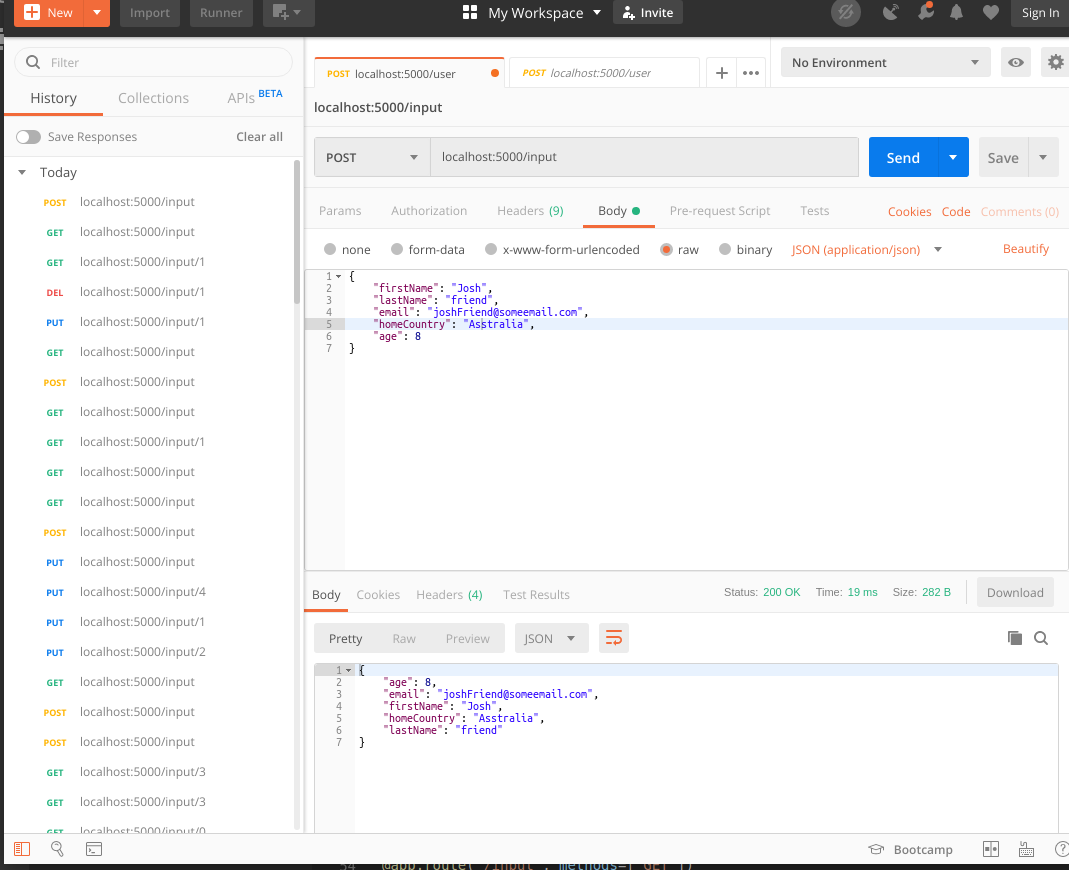 New Import Runner My Workspace Invite Sign In
Filter
History Collections APIs BETA
Save Responses Clear all
Today
POST localhost:5000/input
GET localhost:5000/input
GET localhost:5000/input/1
DEL localhost:5000/input/1
PUT localhost:5000/input/1
GET localhost:5000/input
POST localhost:5000/input
GET localhost:5000/input
GET localhost:5000/input/1
GET localhost:5000/input
GET localhost:5000/input
POST localhost:5000/input
PUT localhost:5000/input
PUT localhost:5000/input/4
PUT localhost:5000/input/1
PUT localhost:5000/input/2
GET localhost:5000/input
POST localhost:5000/input
POST localhost:5000/input
GET localhost:5000/input/3
GET localhost:5000/input/3
GET localhost:5000/input/0
POST localhost:5000/user POST localhost:5000/user No Environment
localhost:5000/input
POST localhost:5000/input Send Save
Params Authorization Headers (9) Body Pre-request Script Tests Cookies Code Comments (0)
none form-data x-www-form-urlencoded raw binary JSON (application/json) Beautify
1 {
2 "firstName": "Josh",
3 "lastName": "friend",
4 "email": "joshFriend@someemail.com",
5 "homeCountry": "Asstralia",
6 "age": 8
7 }
Body Cookies Headers (4) Test Results Status: 200 OK Time: 19 ms Size: 282 B Download
Pretty Raw Preview JSON
1 {
2 "age": 8,
3 "email": "joshFriend@someemail.com",
4 "firstName": "Josh",
5 "homeCountry": "Asstralia",
6 "lastName": "friend"
7 }
Bootcamp
54 @app.route('/input', methods=['GET'])